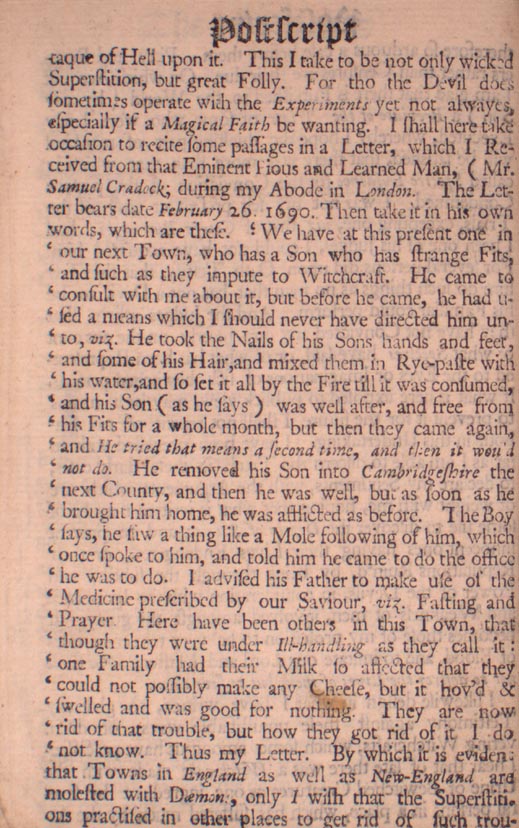 Postscript
taque of Hell upon it. This I take to be not only wicked
Superſtition, but great Folly. For tho the Devil does
ſometimes operate with the Experiments yet not alwayes,
eſpecially if a Magical Faith be wanting. I ſhall here take
occaſion to recite ſome paſſages in a Letter, which I Re-
ceived from that Eminent Pious and Learned Man, ( Mr.
Samuel Cradock; during my Abode in London. The Let-
ter bears date February 26. 1690. Then take it in his own
words, which are theſe. ‘ We have at this preſent one in
‘ our next Town, who has a Son who has ſtrange Fits,
‘ and ſuch as they impute to Witchcraft. He came to
‘ conſult with me about it, but before he came, he had u-
‘ ſed a means which I ſhould never have directed him un-
‘ to, viz. He took the Nails of his Sons hands and feet,
‘ and ſome of his Hair,and mixed them in Rye-paſte with
‘ his water,and ſo ſet it all by the Fire till it was conſumed,
‘ and his Son ( as he ſays ) was well after, and free from
‘ his Fits for a whole month, but then they came again,
‘ and He tried that means a ſecond time, and then it wou'd
‘ not do. He removed his Son into Cambridgeſhire the
‘ next County, and then he was well, but as ſoon as he
‘ brought him home, he was afflicted as before. The Boy
‘ ſays, he ſaw a thing like a Mole following of him, which
‘ once ſpoke to him, and told him he came to do the office
‘ he was to do. I adviſed his Father to make uſe of the
‘ Medicine preſcribed by our Saviour, viz. Faſting and
‘ Prayer. Here have been others in this Town, that
‘ though they were under Ill-handling as they call it:
‘ one Family had their Milk ſo affected that they
‘ could not poſſibly make any Cheeſe, but it hov'd &
‘ ſwelled and was good for nothing. They are now
‘ rid of that trouble, but how they got rid of it I do
‘ not know. Thus my Letter. By which it is evident
that Towns in England as well as New-England are
moleſted with Dæmon., only I wiſh that the Superſtiti-
ons practiſed in other places to get rid of ſuch trou-